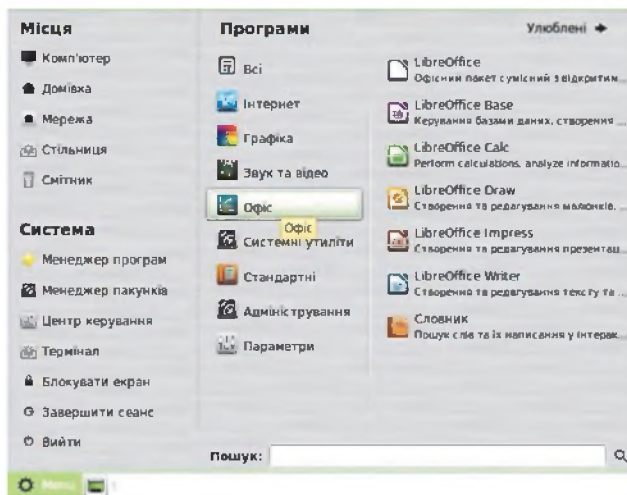 Місця
Комп'ютер
Домівка
Мережа
Стільниця
Смітник
Система
Менеджер програм
Менеджер пакунків
Центр керування
Термінал
Блокувати екран
Завершити сеанс
Вийти
Програми
Улюблені
Всі
Інтернет
Графіка
Звук та відео
Офіс
Офіс
Системні утиліти
Стандартні
Адміністрування
Параметри
LibreOffice
Офісний пакет сумісний з відкритим...
LibreOffice Base
Керування базами даних, створення ...
LibreOffice Calc
Perform calculations, analyze informatio...
LibreOffice Draw
Створення та редагування малюнків, ...
LibreOffice Impress
Створення та редагування презентац...
LibreOffice Writer
Створення та редагування тексту та ...
Словник
Пошук слів та їх написання у інтерак...
Пошук:
Menu